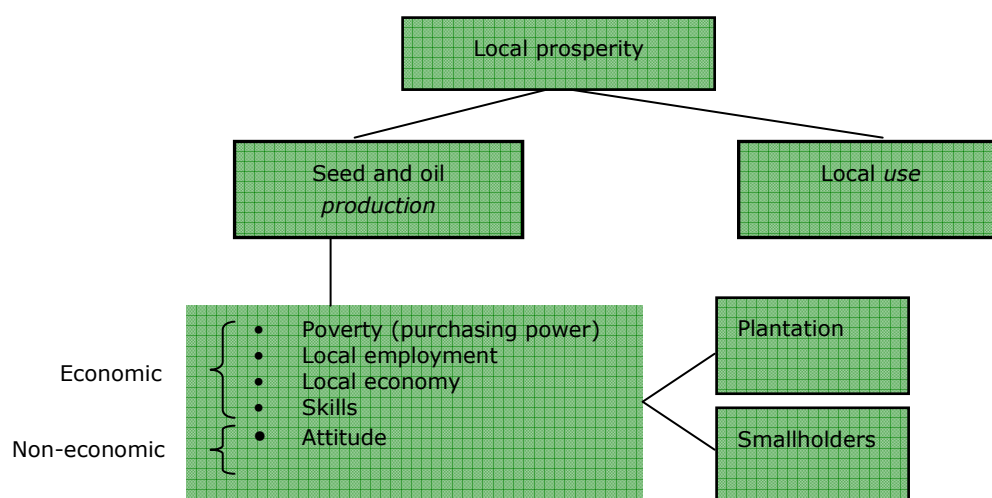 Local prosperity
Seed and oil
production
Local use
Economic
Non-economic
• Poverty (purchasing power)
• Local employment
• Local economy
• Skills
• Attitude
Plantation
Smallholders